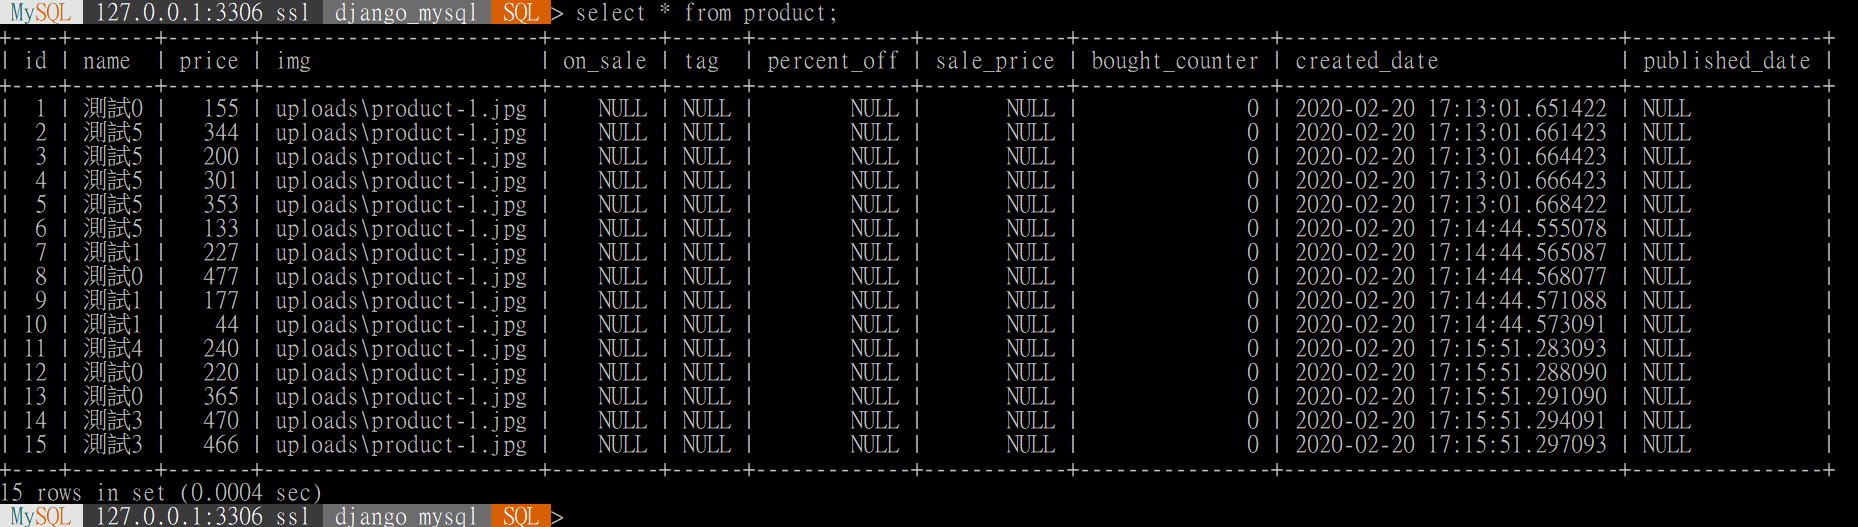 MySQL 127.0.0.1:3306 ssl django_mysql SQL > select * from product;
+----+-------+-------+-----------------------+---------+------+-------------+------------+----------------+----------------------------+----------------+
| id | name | price | img | on_sale | tag | percent_off | sale_price | bought_counter | created_date | published_date |
+----+-------+-------+-----------------------+---------+------+-------------+------------+----------------+----------------------------+----------------+
| 1 | 測試0 | 155 | uploads\product-1.jpg | NULL | NULL | NULL | NULL | 0 | 2020-02-20 17:13:01.651422 | NULL |
| 2 | 測試5 | 344 | uploads\product-1.jpg | NULL | NULL | NULL | NULL | 0 | 2020-02-20 17:13:01.661423 | NULL |
| 3 | 測試5 | 200 | uploads\product-1.jpg | NULL | NULL | NULL | NULL | 0 | 2020-02-20 17:13:01.664423 | NULL |
| 4 | 測試5 | 301 | uploads\product-1.jpg | NULL | NULL | NULL | NULL | 0 | 2020-02-20 17:13:01.666423 | NULL |
| 5 | 測試5 | 353 | uploads\product-1.jpg | NULL | NULL | NULL | NULL | 0 | 2020-02-20 17:13:01.668422 | NULL |
| 6 | 測試5 | 133 | uploads\product-1.jpg | NULL | NULL | NULL | NULL | 0 | 2020-02-20 17:14:44.555078 | NULL |
| 7 | 測試1 | 227 | uploads\product-1.jpg | NULL | NULL | NULL | NULL | 0 | 2020-02-20 17:14:44.565087 | NULL |
| 8 | 測試0 | 477 | uploads\product-1.jpg | NULL | NULL | NULL | NULL | 0 | 2020-02-20 17:14:44.568077 | NULL |
| 9 | 測試1 | 177 | uploads\product-1.jpg | NULL | NULL | NULL | NULL | 0 | 2020-02-20 17:14:44.571088 | NULL |
| 10 | 測試1 | 44 | uploads\product-1.jpg | NULL | NULL | NULL | NULL | 0 | 2020-02-20 17:14:44.573091 | NULL |
| 11 | 測試4 | 240 | uploads\product-1.jpg | NULL | NULL | NULL | NULL | 0 | 2020-02-20 17:15:51.283093 | NULL |
| 12 | 測試0 | 220 | uploads\product-1.jpg | NULL | NULL | NULL | NULL | 0 | 2020-02-20 17:15:51.288090 | NULL |
| 13 | 測試0 | 365 | uploads\product-1.jpg | NULL | NULL | NULL | NULL | 0 | 2020-02-20 17:15:51.291090 | NULL |
| 14 | 測試3 | 470 | uploads\product-1.jpg | NULL | NULL | NULL | NULL | 0 | 2020-02-20 17:15:51.294091 | NULL |
| 15 | 測試3 | 466 | uploads\product-1.jpg | NULL | NULL | NULL | NULL | 0 | 2020-02-20 17:15:51.297093 | NULL |
+----+-------+-------+-----------------------+---------+------+-------------+------------+----------------+----------------------------+----------------+
15 rows in set (0.0004 sec)
MySQL 127.0.0.1:3306 ssl django_mysql SQL >